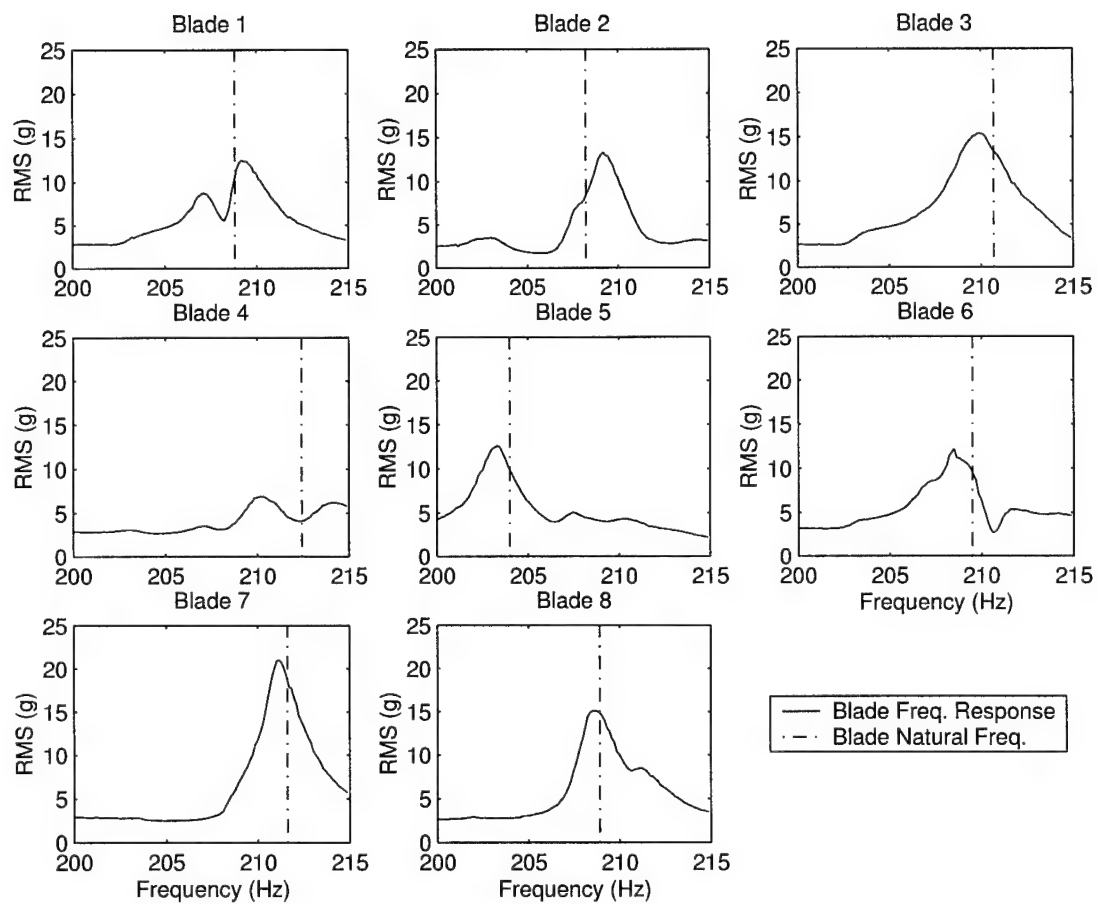 Blade 1
Blade 2
Blade 3
25
20
15
10
5
0
RMS (g)
200 205 210 215
25
20
15
10
5
0
RMS (g)
200 205 210 215
25
20
15
10
5
0
RMS (g)
200 205 210 215
Blade 4
Blade 5
Blade 6
25
20
15
10
5
0
RMS (g)
200 205 210 215
25
20
15
10
5
0
RMS (g)
200 205 210 215
25
20
15
10
5
0
RMS (g)
200 205 210 215
Frequency (Hz)
Blade 7
Blade 8
25
20
15
10
5
0
RMS (g)
200 205 210 215
Frequency (Hz)
25
20
15
10
5
0
RMS (g)
200 205 210 215
Frequency (Hz)
Blade Freq. Response
Blade Natural Freq.